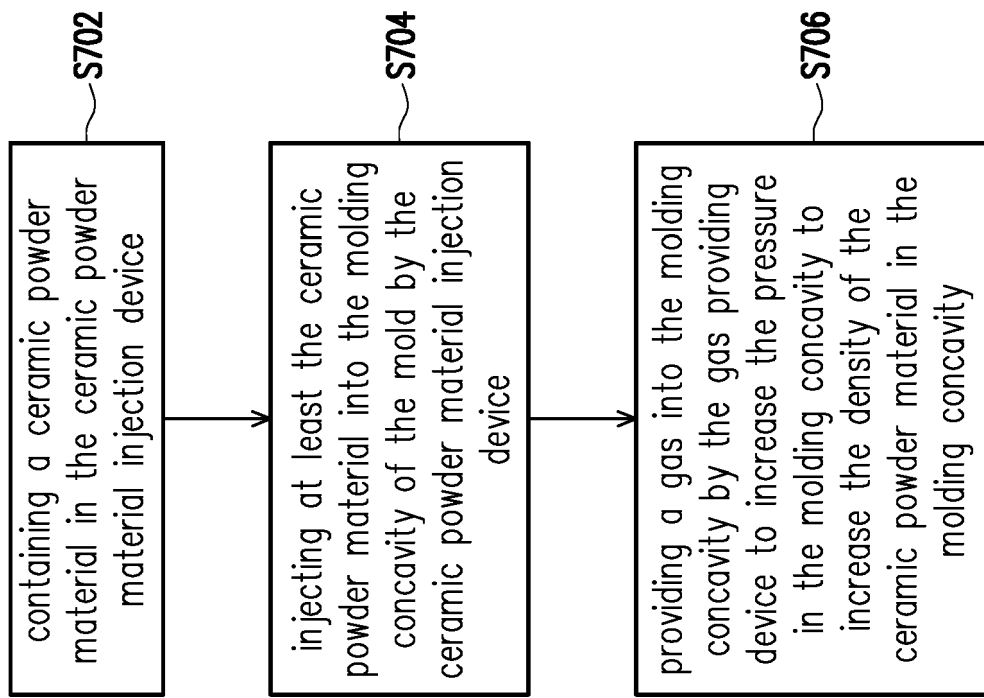 containing a ceramic powder
material in the ceramic powder
material injection device
S702
injecting at least the ceramic
powder material into the molding
concavity of the mold by the
ceramic powder material injection
device
S704
providing a gas into the molding
concavity by the gas providing
device to increase the pressure
in the molding concavity to
increase the density of the
ceramic powder material in the
molding concavity
S706